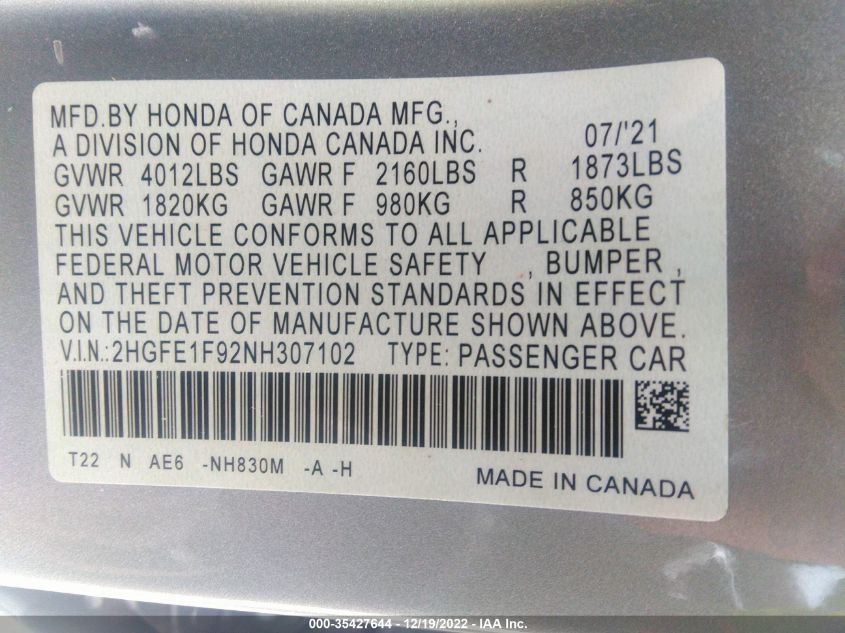 MFD.BY HONDA OF CANADA MFG.,
A DIVISION OF HONDA CANADA INC. 07/'21
GVWR 4012LBS GAWR F 2160LBS R 1873LBS
GVWR 1820KG GAWR F 980KG R 850KG
THIS VEHICLE CONFORMS TO ALL APPLICABLE
FEDERAL MOTOR VEHICLE SAFETY , BUMPER ,
AND THEFT PREVENTION STANDARDS IN EFFECT
ON THE DATE OF MANUFACTURE SHOWN ABOVE.
V.I.N.:2HGFE1F92NH307102 TYPE: PASSENGER CAR
T22 N AE6 -NH830M -A -H
MADE IN CANADA
000-35427644 - 12/19/2022 - IAA Inc.